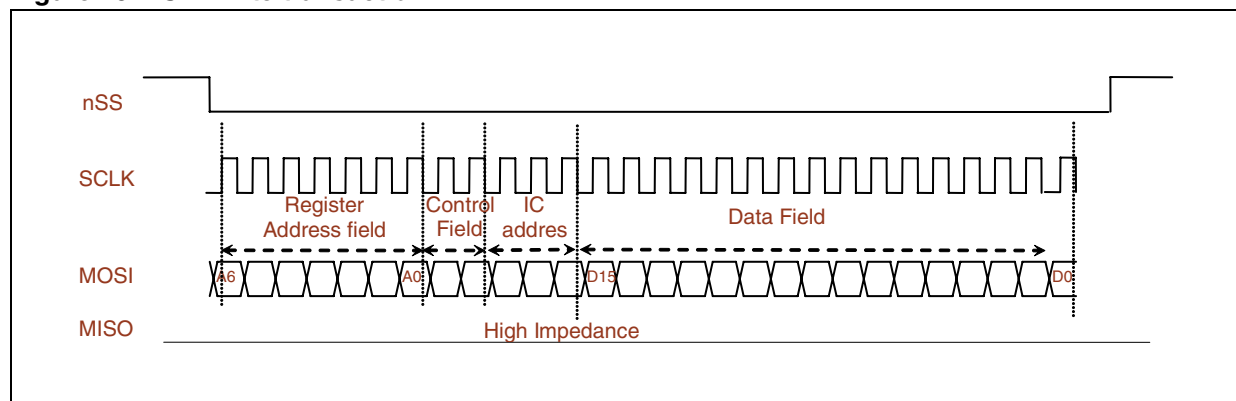 nSS
SCLK
Register
Address field
Control
Field
IC
addres
Data Field
MOSI
A6
A0
D15
D0
MISO
High Impedance